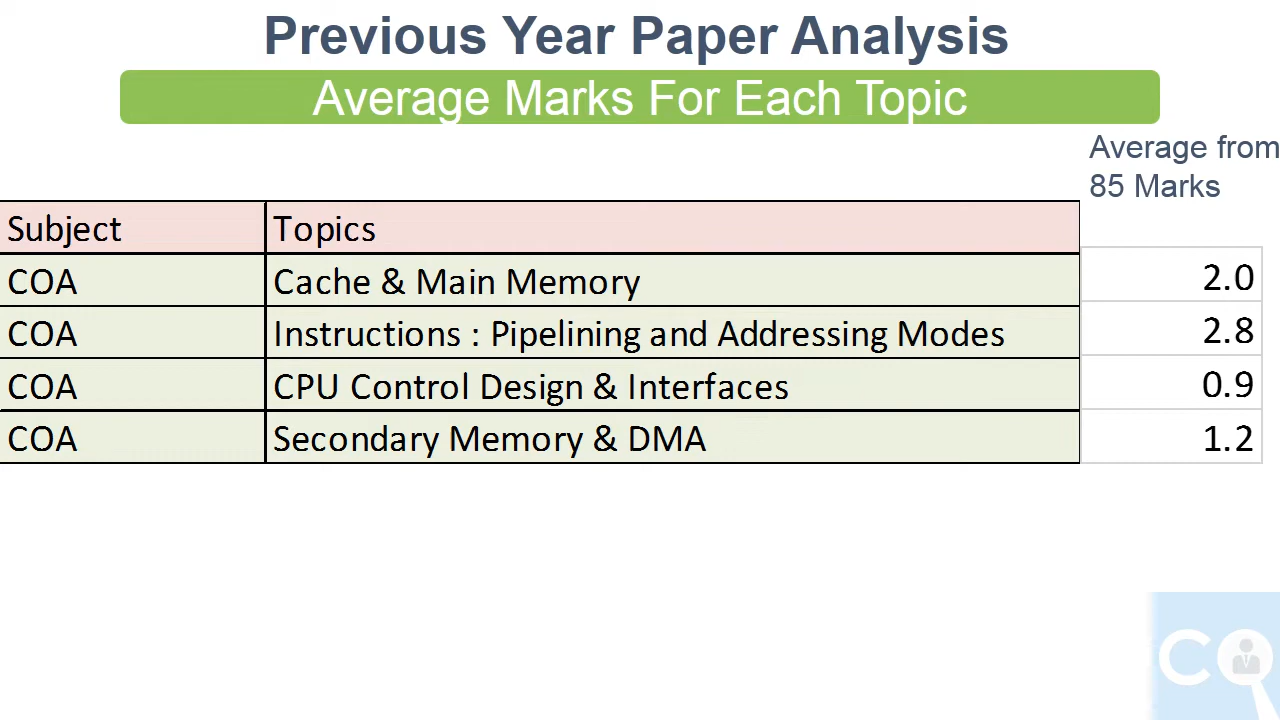 Previous Year Paper Analysis
Average Marks For Each Topic
Average from
85 Marks
Subject Topics
COA Cache & Main Memory 2.0
COA Instructions : Pipelining and Addressing Modes 2.8
COA CPU Control Design & Interfaces 0.9
COA Secondary Memory & DMA 1.2
CQ